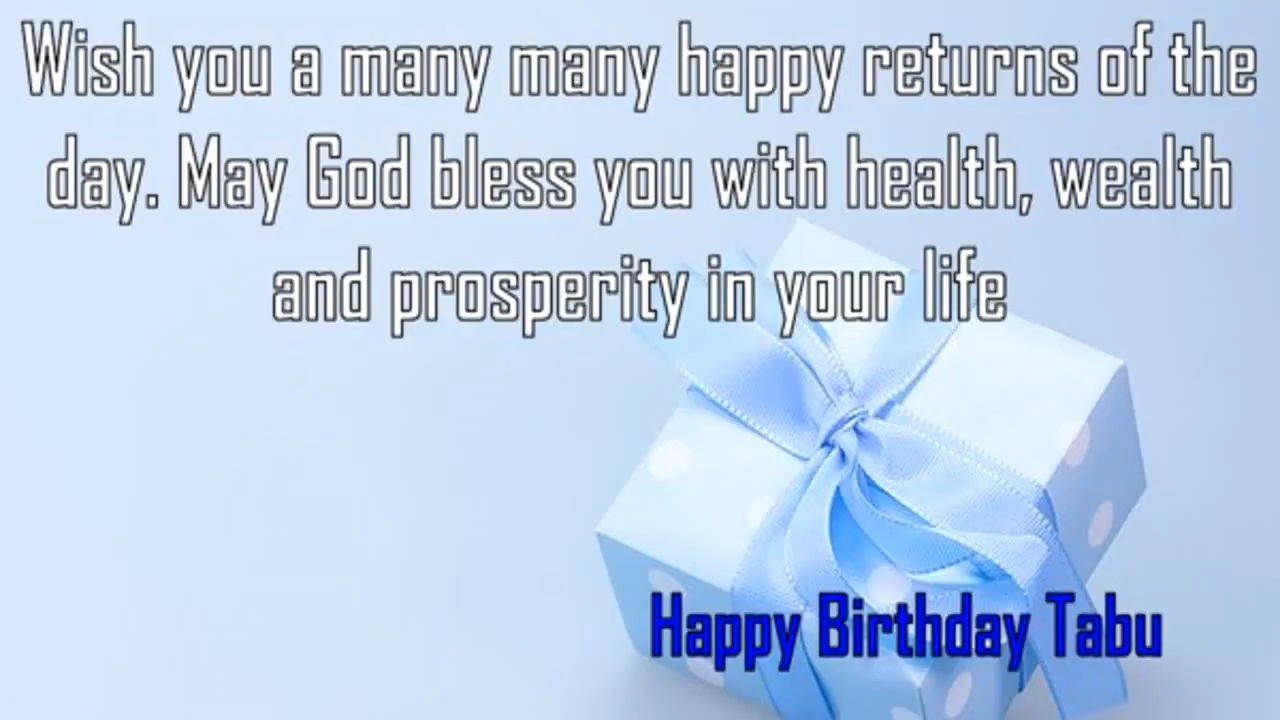 Wish you a many many happy returns of the
day. May God bless you with health, wealth
and prosperity in your life
Happy Birthday Tabu